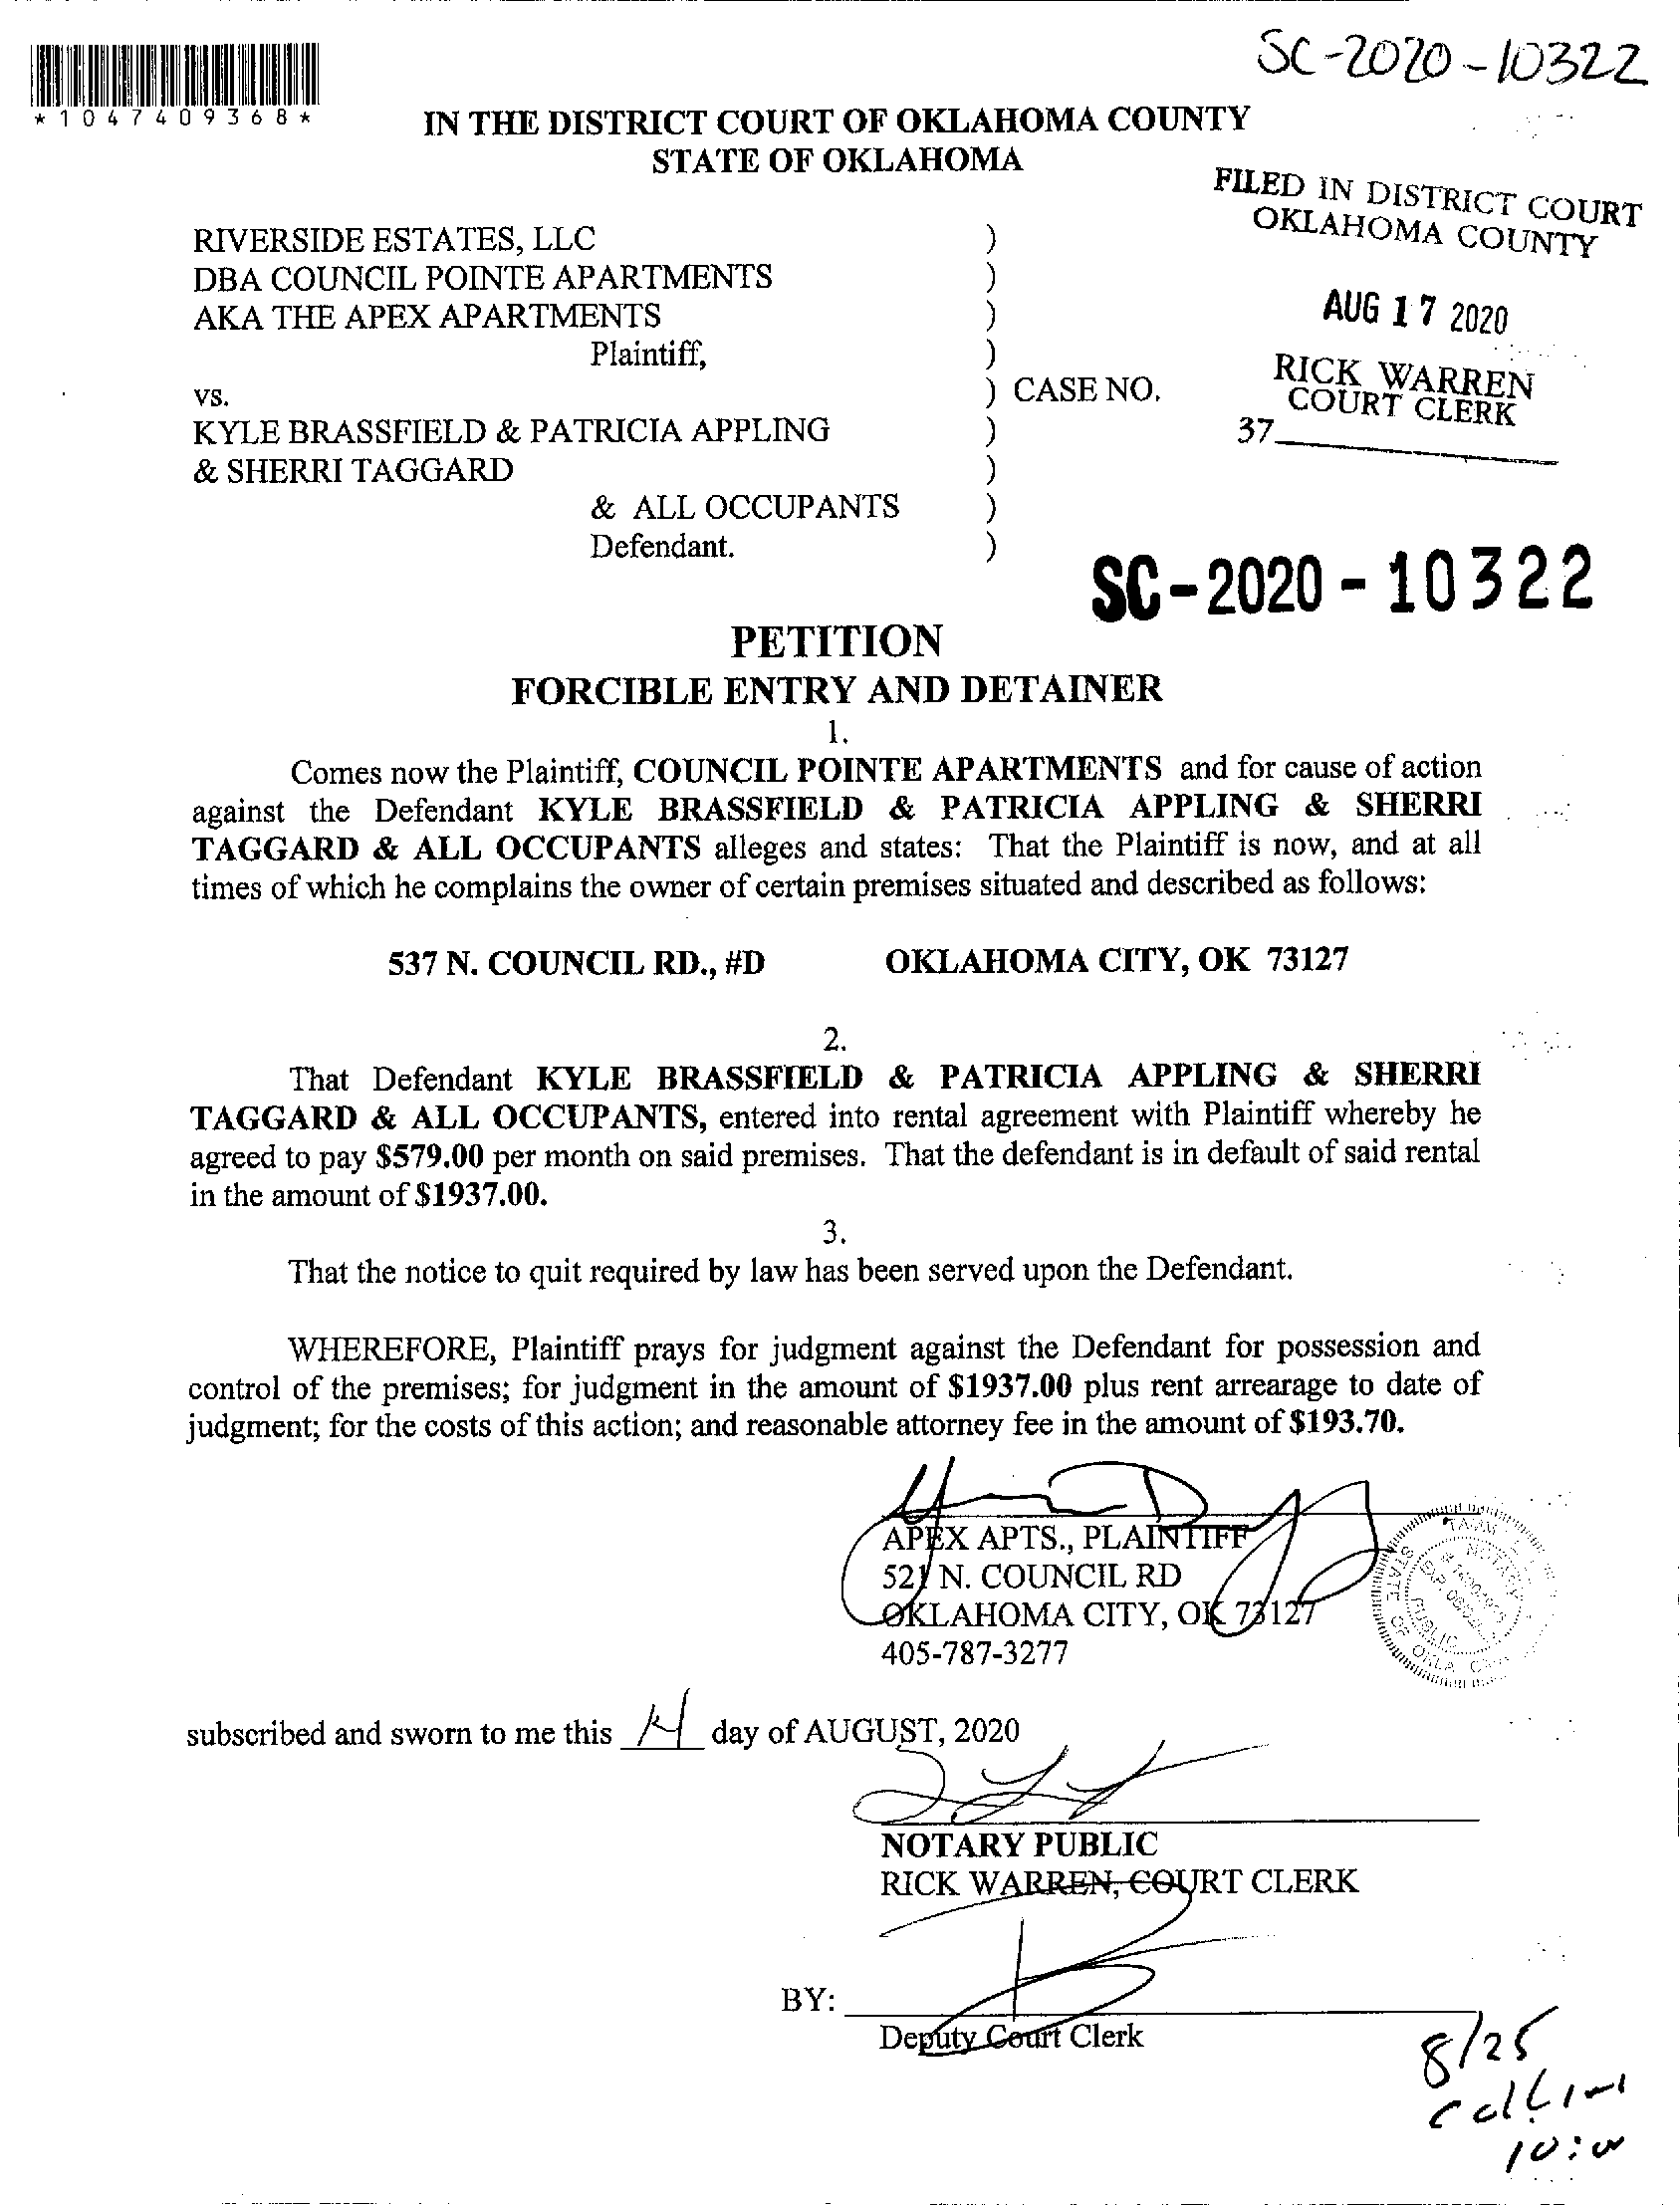 SC-2020-10322
*1047409368*
IN THE DISTRICT COURT OF OKLAHOMA COUNTY
STATE OF OKLAHOMA
FILED IN DISTRICT COURT
OKLAHOMA COUNTY
RIVERSIDE ESTATES, LLC )
DBA COUNCIL POINTE APARTMENTS )
AKA THE APEX APARTMENTS )
AUG 17 2020
Plaintiff, )
RICK WARREN
COURT CLERK
vs. ) CASE NO.
KYLE BRASSFIELD & PATRICIA APPLING )
37
& SHERRI TAGGARD )
& ALL OCCUPANTS )
Defendant. )
SC-2020-10322
PETITION
FORCIBLE ENTRY AND DETAINER
1.
Comes now the Plaintiff, COUNCIL POINTE APARTMENTS and for cause of action
against the Defendant KYLE BRASSFIELD & PATRICIA APPLING & SHERRI
TAGGARD & ALL OCCUPANTS alleges and states: That the Plaintiff is now, and at all
times of which he complains the owner of certain premises situated and described as follows:
537 N. COUNCIL RD., #D OKLAHOMA CITY, OK 73127
2.
That Defendant KYLE BRASSFIELD & PATRICIA APPLING & SHERRI
TAGGARD & ALL OCCUPANTS, entered into rental agreement with Plaintiff whereby he
agreed to pay $579.00 per month on said premises. That the defendant is in default of said rental
in the amount of $1937.00.
3.
That the notice to quit required by law has been served upon the Defendant.
WHEREFORE, Plaintiff prays for judgment against the Defendant for possession and
control of the premises; for judgment in the amount of $1937.00 plus rent arrearage to date of
judgment; for the costs of this action; and reasonable attorney fee in the amount of $193.70.
APEX APTS., PLAINTIFF
521 N. COUNCIL RD
OKLAHOMA CITY, OK 73127
405-787-3277
NOTARY
PUBLIC
STATE OF OKLA
subscribed and sworn to me this 14 day of AUGUST, 2020
NOTARY PUBLIC
RICK WARREN, COURT CLERK
BY:
Deputy Court Clerk
8/25
10:00